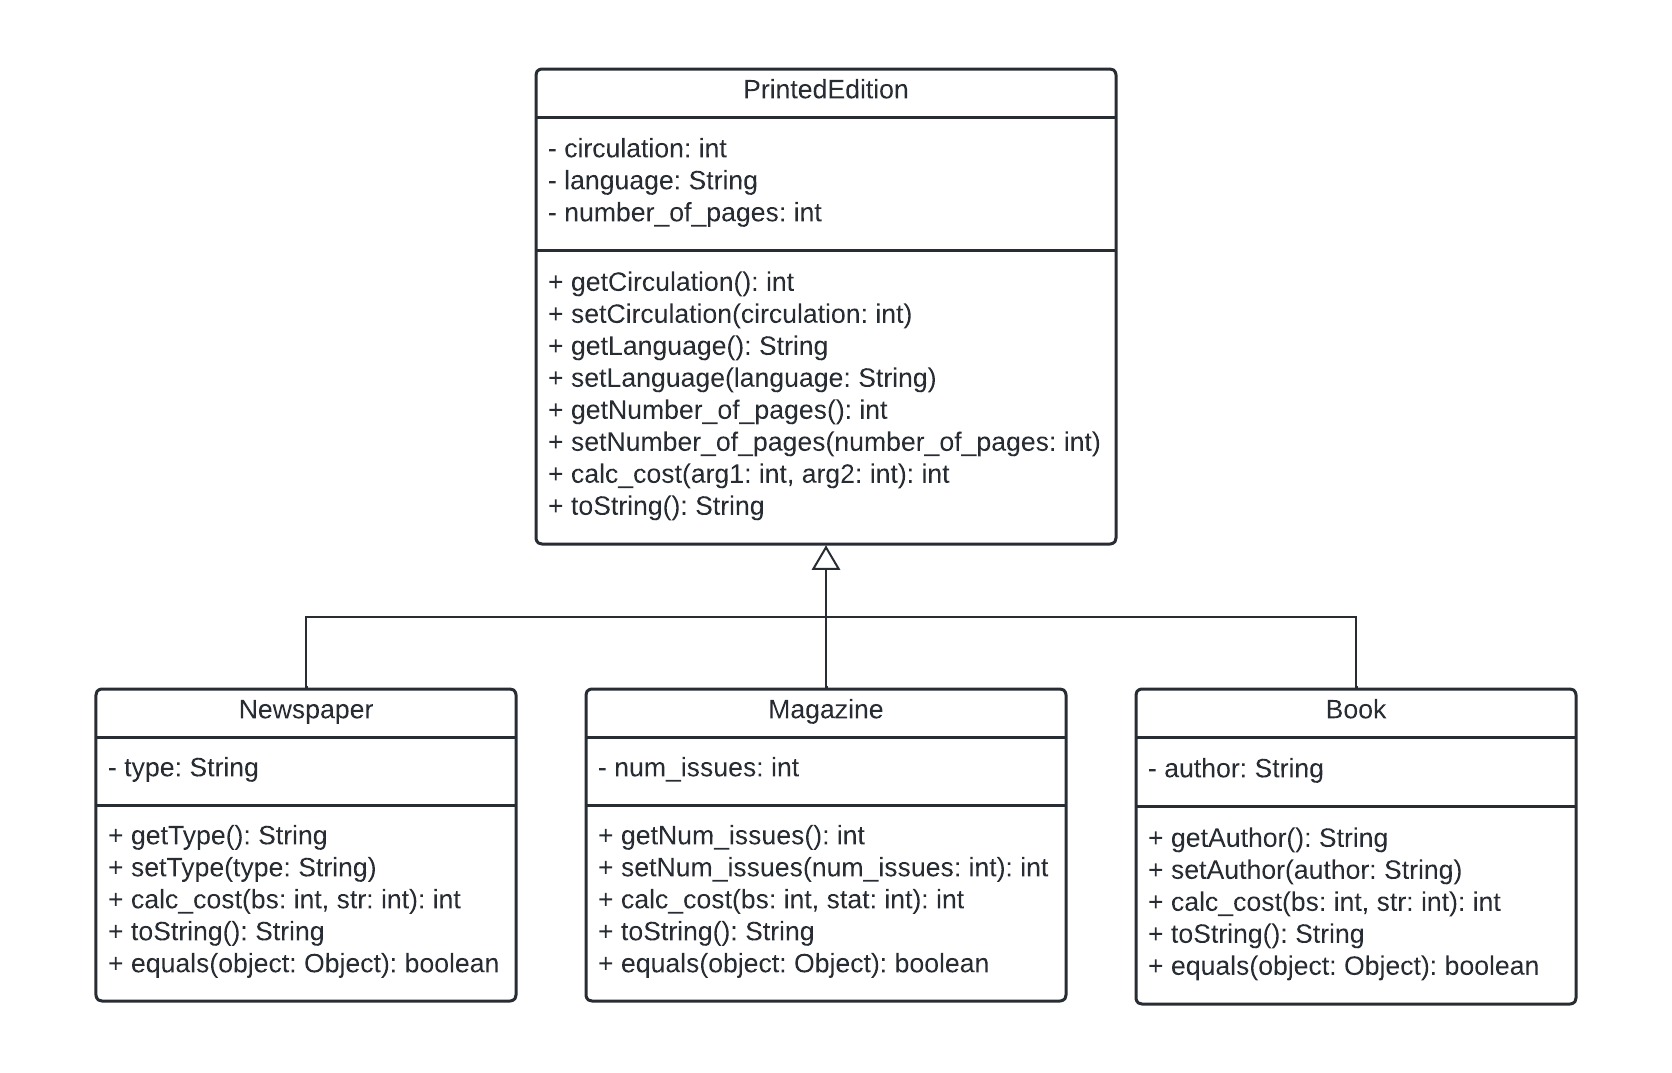 PrintedEdition
- circulation: int
- language: String
- number_of_pages: int
+ getCirculation(): int
+ setCirculation(circulation: int)
+ getLanguage(): String
+ setLanguage(language: String)
+ getNumber_of_pages(): int
+ setNumber_of_pages(number_of_pages: int)
+ calc_cost(arg1: int, arg2: int): int
+ toString(): String
Newspaper
- type: String
+ getType(): String
+ setType(type: String)
+ calc_cost(bs: int, str: int): int
+ toString(): String
+ equals(object: Object): boolean
Magazine
- num_issues: int
+ getNum_issues(): int
+ setNum_issues(num_issues: int): int
+ calc_cost(bs: int, stat: int): int
+ toString(): String
+ equals(object: Object): boolean
Book
- author: String
+ getAuthor(): String
+ setAuthor(author: String)
+ calc_cost(bs: int, str: int): int
+ toString(): String
+ equals(object: Object): boolean